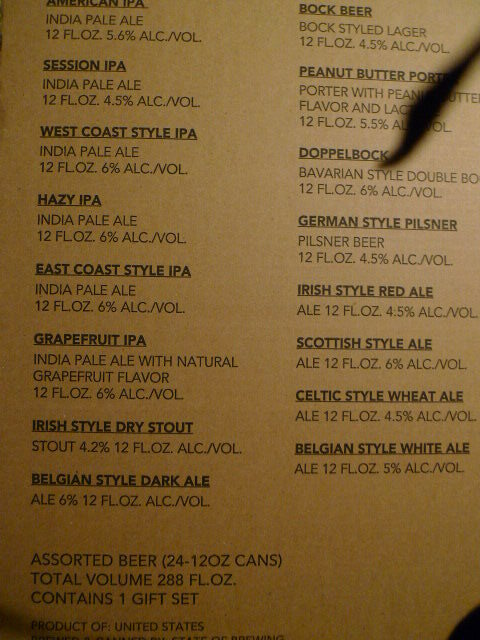 AMERICAN IPA
INDIA PALE ALE
12 FL.OZ. 5.6% ALC./VOL.
SESSION IPA
INDIA PALE ALE
12 FL.OZ. 4.5% ALC./VOL.
WEST COAST STYLE IPA
INDIA PALE ALE
12 FL.OZ. 6% ALC./VOL.
HAZY IPA
INDIA PALE ALE
12 FL.OZ. 6% ALC./VOL.
EAST COAST STYLE IPA
INDIA PALE ALE
12 FL.OZ. 6% ALC./VOL.
GRAPEFRUIT IPA
INDIA PALE ALE WITH NATURAL
GRAPEFRUIT FLAVOR
12 FL.OZ. 6% ALC./VOL.
IRISH STYLE DRY STOUT
STOUT 4.2% 12 FL.OZ. ALC./VOL.
BELGIAN STYLE DARK ALE
ALE 6% 12 FL.OZ. ALC./VOL.
BOCK BEER
BOCK STYLED LAGER
12 FL.OZ. 4.5% ALC./VOL.
PEANUT BUTTER
PORTER WITH
FLAVOR AND
12 FL.OZ. 5.5%
DOPPELBOCK
BAVARIAN STYLE DOUBLE
12 FL.OZ. 6% ALC./VOL.
GERMAN STYLE PILSNER
PILSNER BEER
12 FL.OZ. 4.5% ALC./VOL.
IRISH STYLE RED ALE
ALE 12 FL.OZ. 4.5% ALC./VOL.
SCOTTISH STYLE ALE
ALE 12 FL.OZ. 6% ALC./VOL.
CELTIC STYLE WHEAT ALE
ALE 12 FL.OZ. 4.5% ALC./VOL.
BELGIAN STYLE WHITE ALE
ALE 12 FL.OZ. 5% ALC./VOL.
ASSORTED BEER (24-12OZ CANS)
TOTAL VOLUME 288 FL.OZ.
CONTAINS 1 GIFT SET
PRODUCT OF: UNITED STATES
BREWED & CANNED BY: STATE OF BREWING